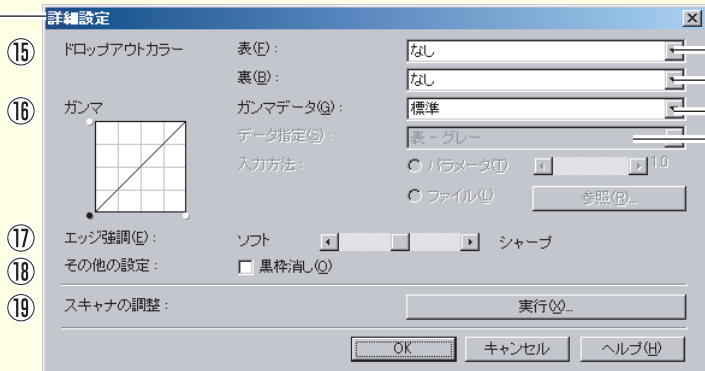 詳細設定
⑮ ドロップアウトカラー 表(F): なし
裏(B): なし
⑯ ガンマ ガンマデータ(G): 標準
データ指定(S): 表 - グレー
入力方法: パラメータ(T) 1.0
ファイル(L) 参照(R)...
⑰ エッジ強調(E): ソフト シャープ
⑱ その他の設定: 黒枠消し(O)
⑲ スキャナの調整: 実行(X)...
OK キャンセル ヘルプ(H)